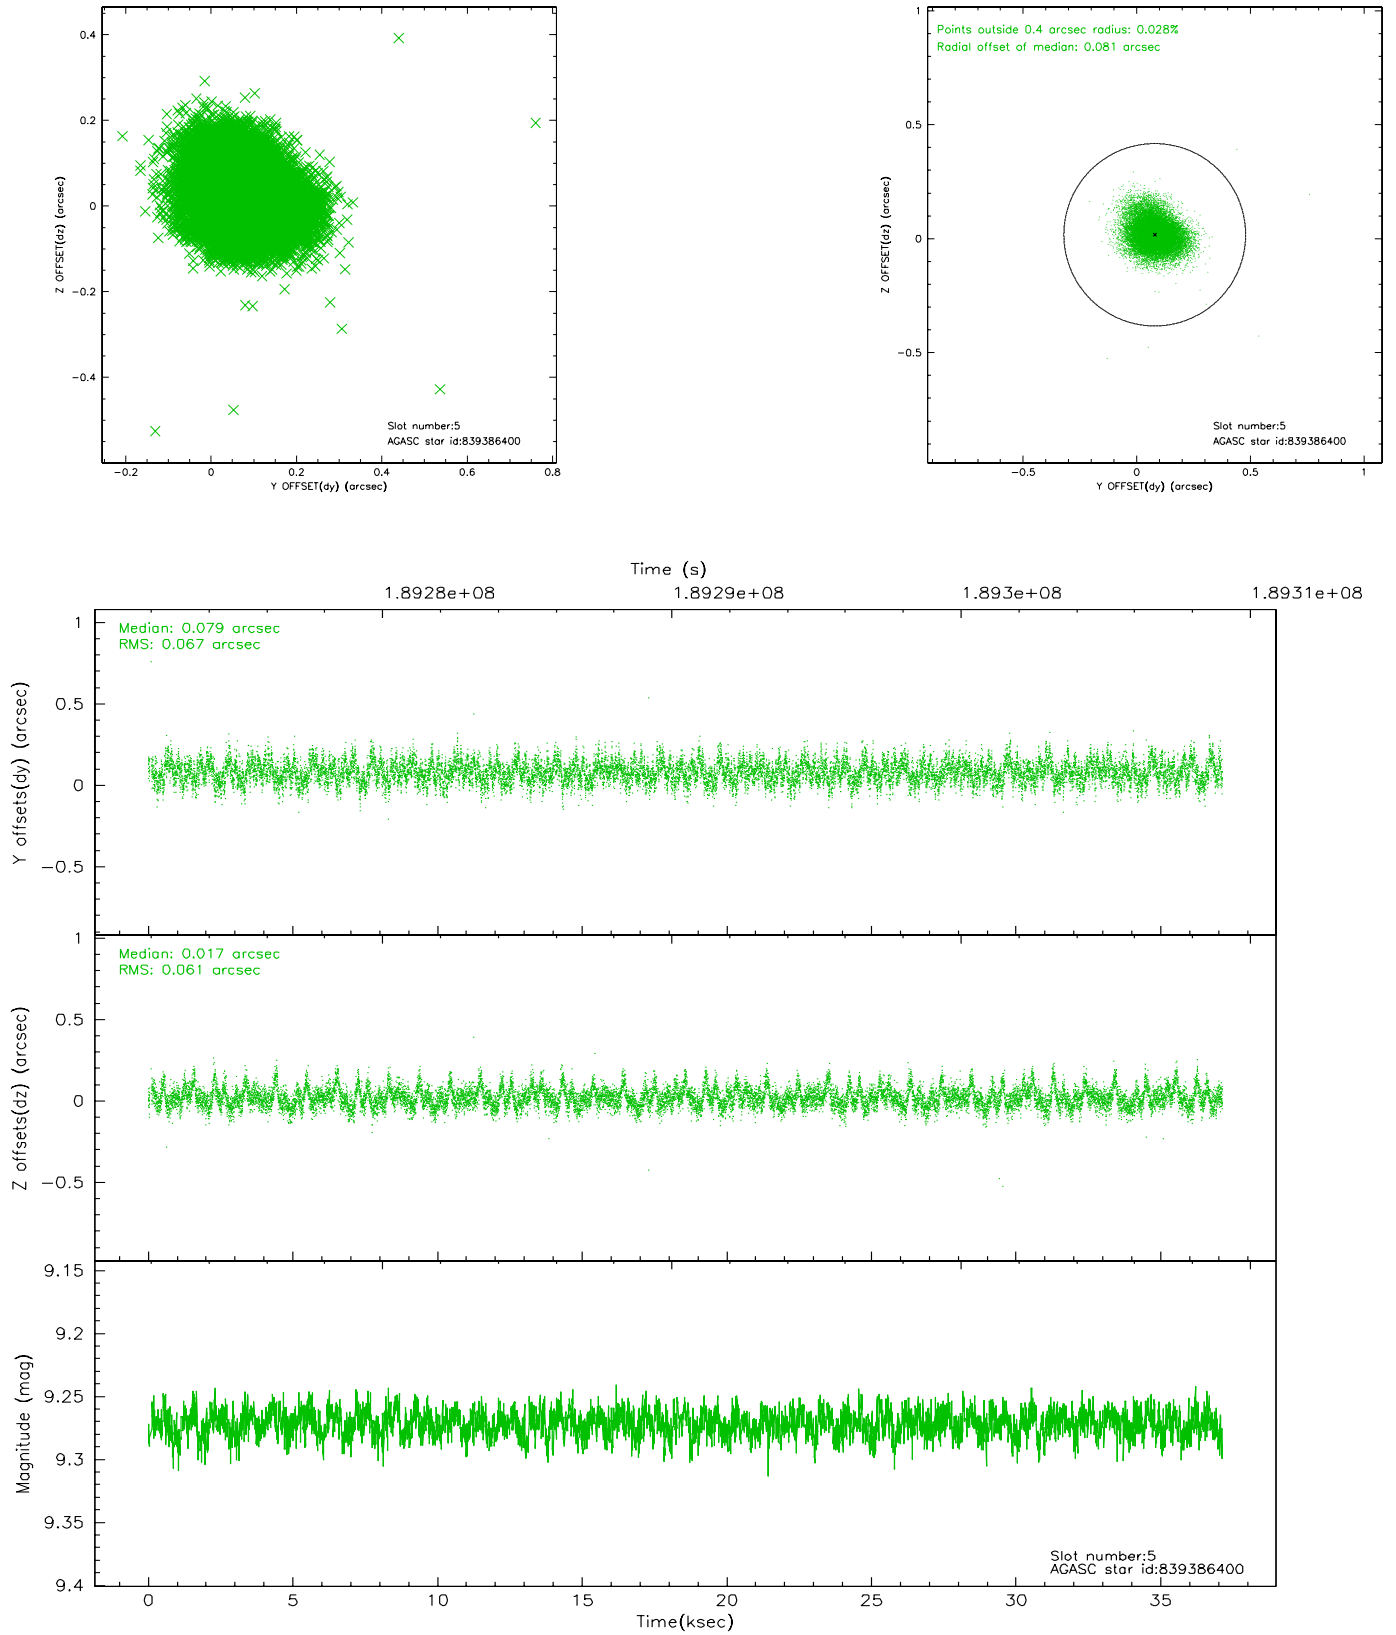 0.4
0.2
0
−0.2
−0.4
Z OFFSET(dz) (arcsec)
Slot number:5
AGASC star id:839386400
−0.2 0 0.2 0.4 0.6 0.8
Y OFFSET(dy) (arcsec)
Points outside 0.4 arcsec radius: 0.028%
Radial offset of median: 0.081 arcsec
1
0.5
0
−0.5
Z OFFSET(dz) (arcsec)
Slot number:5
AGASC star id:839386400
−0.5 0 0.5 1
Y OFFSET(dy) (arcsec)
Time (s)
1.8928e+08 1.8929e+08 1.893e+08 1.8931e+08
Median: 0.079 arcsec
RMS: 0.067 arcsec
1
0.5
0
−0.5
Y offsets(dy) (arcsec)
Median: 0.017 arcsec
RMS: 0.061 arcsec
1
0.5
0
−0.5
Z offsets(dz) (arcsec)
9.15
9.2
9.25
9.3
9.35
9.4
Magnitude (mag)
Slot number:5
AGASC star id:839386400
0 5 10 15 20 25 30 35
Time(ksec)